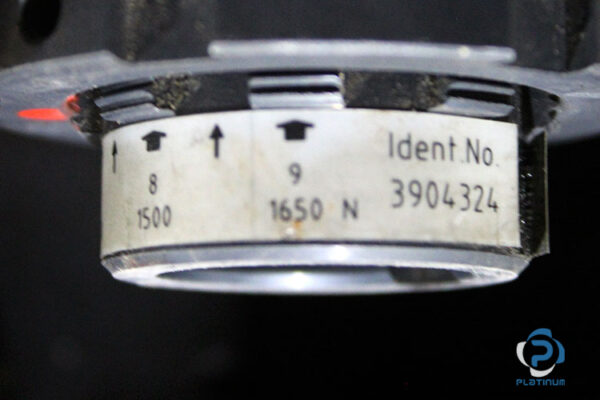 8
1500
9
1650 N
Ident.No.
3904324
PLATINUM